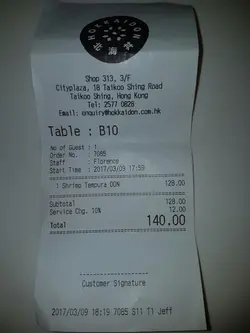 HOKKAIDON
Shop 313, 3/F
Cityplaza, 18 Taikoo Shing Road
Taikoo Shing, Hong Kong
Tel: 2577 0828
Email: enquiry@hokkaidon.com.hk
Table : B10
No of Guest : 1
Order No. : 7085
Staff : Florence
Start Time : 2017/03/09 17:59
1 Shrimp Tempura DON 128.00
Subtotal 128.00
Service Chg. 10% 12.00
Total 140.00
Customer Signature
2017/03/09 18:19 7085 S11 T1 Jeff